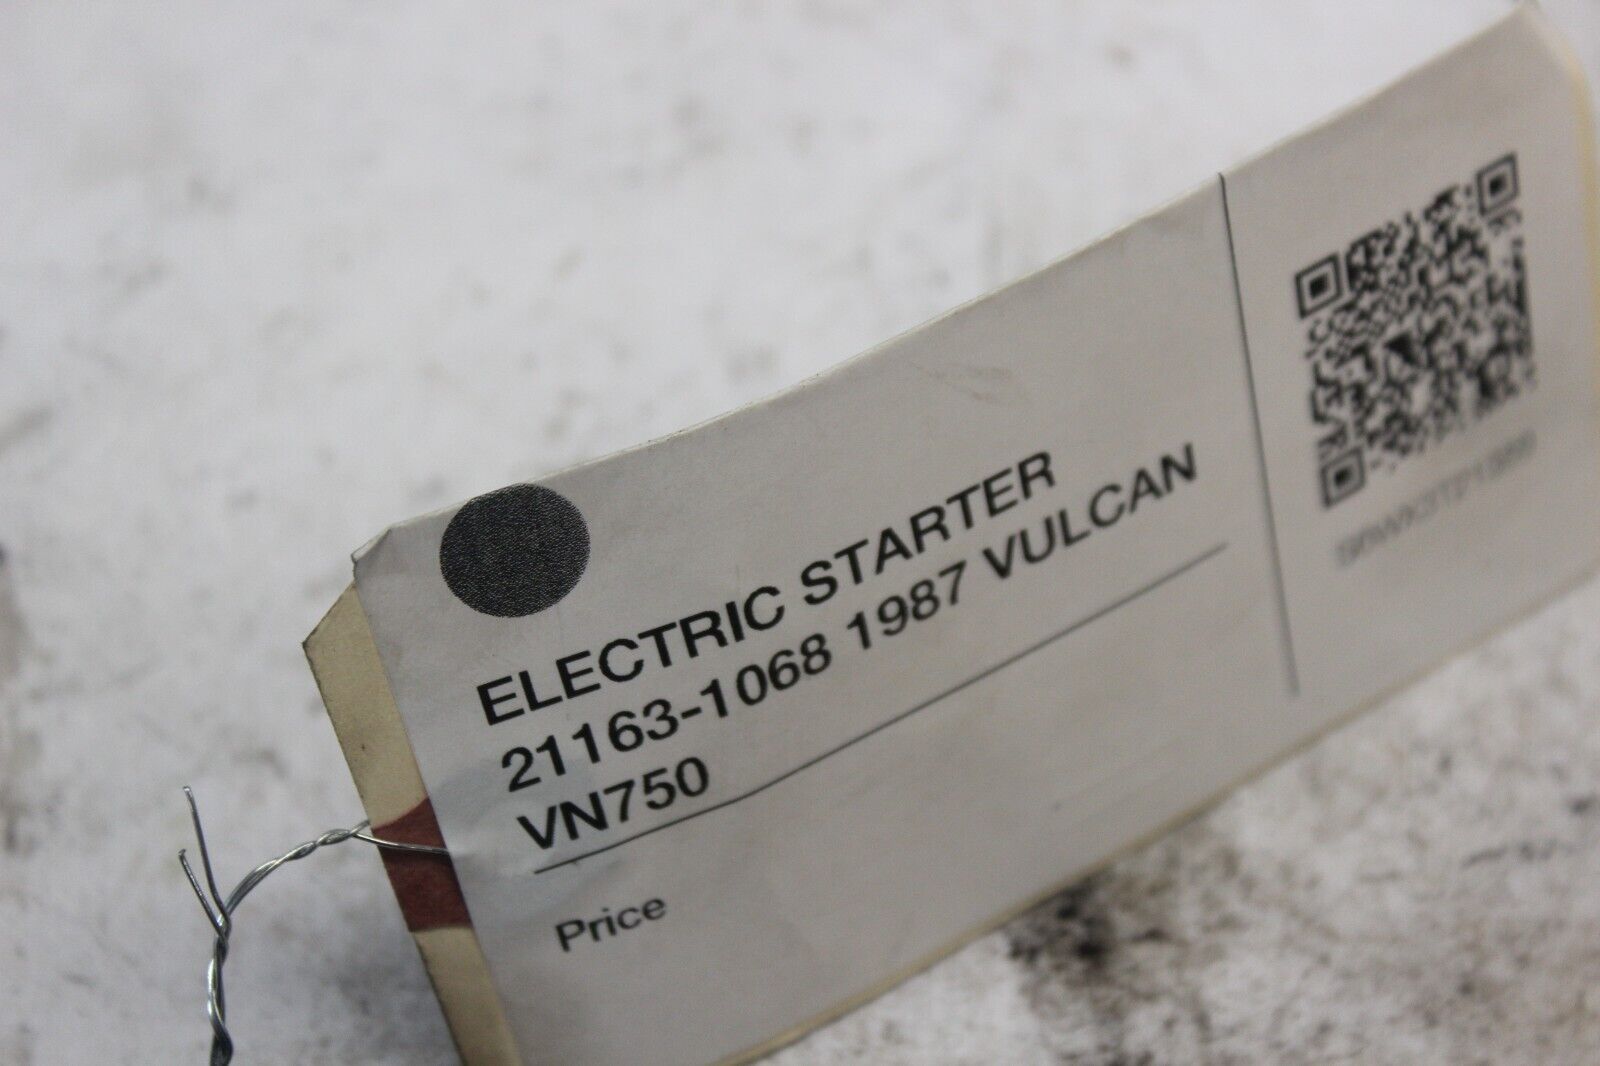 ELECTRIC STARTER
21163-1068 1987 VULCAN
VN750
Price